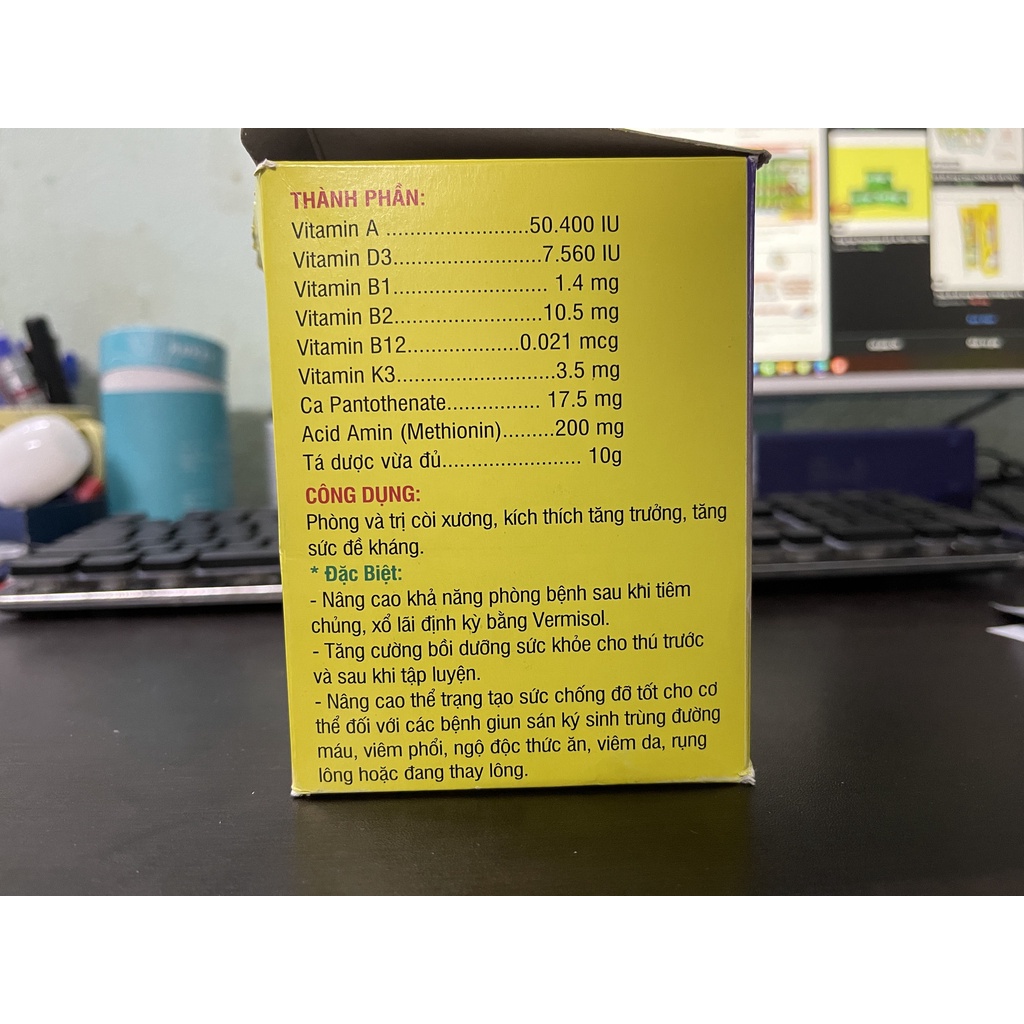 THÀNH PHẦN:
Vitamin A ........................50.400 IU
Vitamin D3.........................7.560 IU
Vitamin B1.......................... 1.4 mg
Vitamin B2.........................10.5 mg
Vitamin B12...................0.021 mcg
Vitamin K3...........................3.5 mg
Ca Pantothenate................ 17.5 mg
Acid Amin (Methionin).........200 mg
Tá dược vừa đủ........................ 10g
CÔNG DỤNG:
Phòng và trị còi xương, kích thích tăng trưởng, tăng
sức đề kháng.
* Đặc Biệt:
- Nâng cao khả năng phòng bệnh sau khi tiêm
chủng, xổ lãi định kỳ bằng Vermisol.
- Tăng cường bồi dưỡng sức khỏe cho thú trước
và sau khi tập luyện.
- Nâng cao thể trạng tạo sức chống đỡ tốt cho cơ
thể đối với các bệnh giun sán ký sinh trùng đường
máu, viêm phổi, ngộ độc thức ăn, viêm da, rụng
lông hoặc đang thay lông.